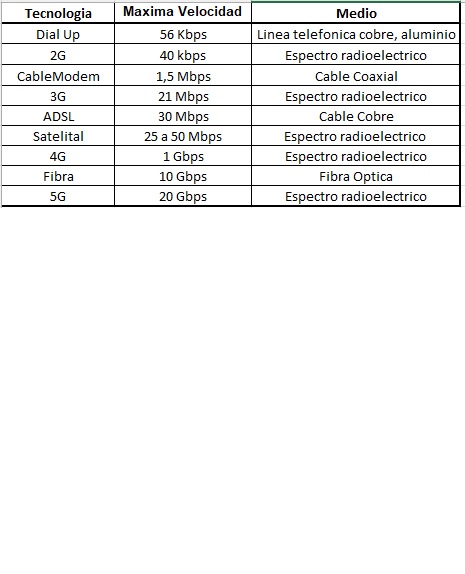 Tecnologia Maxima Velocidad Medio
Dial Up 56 Kbps Linea telefonica cobre, aluminio
2G 40 kbps Espectro radioelectrico
CableModem 1,5 Mbps Cable Coaxial
3G 21 Mbps Espectro radioelectrico
ADSL 30 Mbps Cable Cobre
Satelital 25 a 50 Mbps Espectro radioelectrico
4G 1 Gbps Espectro radioelectrico
Fibra 10 Gbps Fibra Optica
5G 20 Gbps Espectro radioelectrico